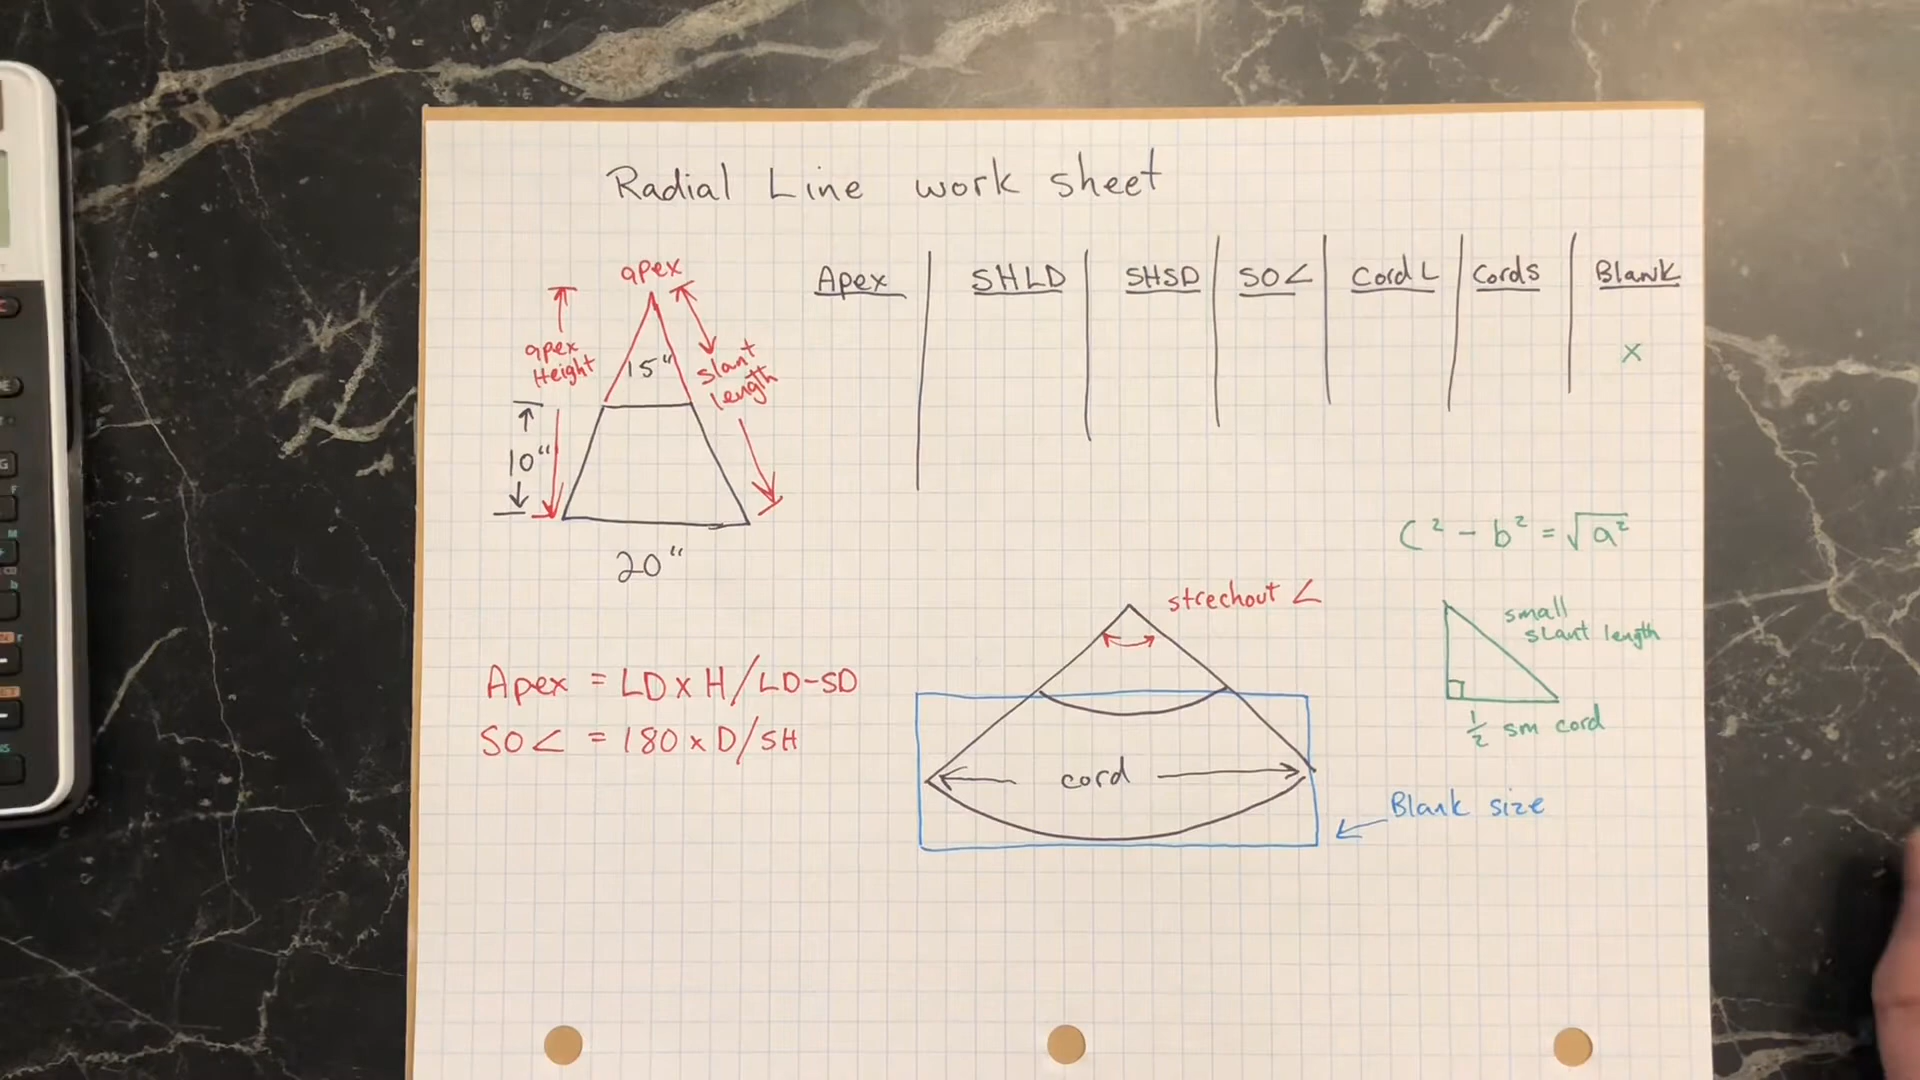 Radial Line work sheet
apex
apex
Height
15"
slant
length
10"
20"
Apex
SHLD
SHSD
SO∠
Cord L
Cords
Blank
x
C² - b² = √a²
strechout ∠
small
slant length
½ sm cord
Apex = LD x H/LD-SD
SO∠ = 180 x D/SH
cord
Blank size